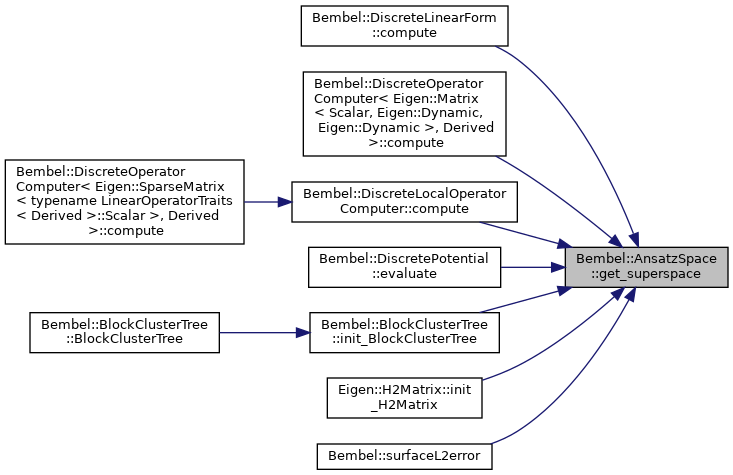 Bembel::DiscreteLinearForm
::compute
Bembel::DiscreteOperator
Computer< Eigen::Matrix
< Scalar, Eigen::Dynamic,
Eigen::Dynamic >, Derived
>::compute
Bembel::DiscreteOperator
Computer< Eigen::SparseMatrix
< typename LinearOperatorTraits
< Derived >::Scalar >, Derived
>::compute
Bembel::DiscreteLocalOperator
Computer::compute
Bembel::DiscretePotential
::evaluate
Bembel::AnsatzSpace
::get_superspace
Bembel::BlockClusterTree
::BlockClusterTree
Bembel::BlockClusterTree
::init_BlockClusterTree
Eigen::H2Matrix::init
_H2Matrix
Bembel::surfaceL2error